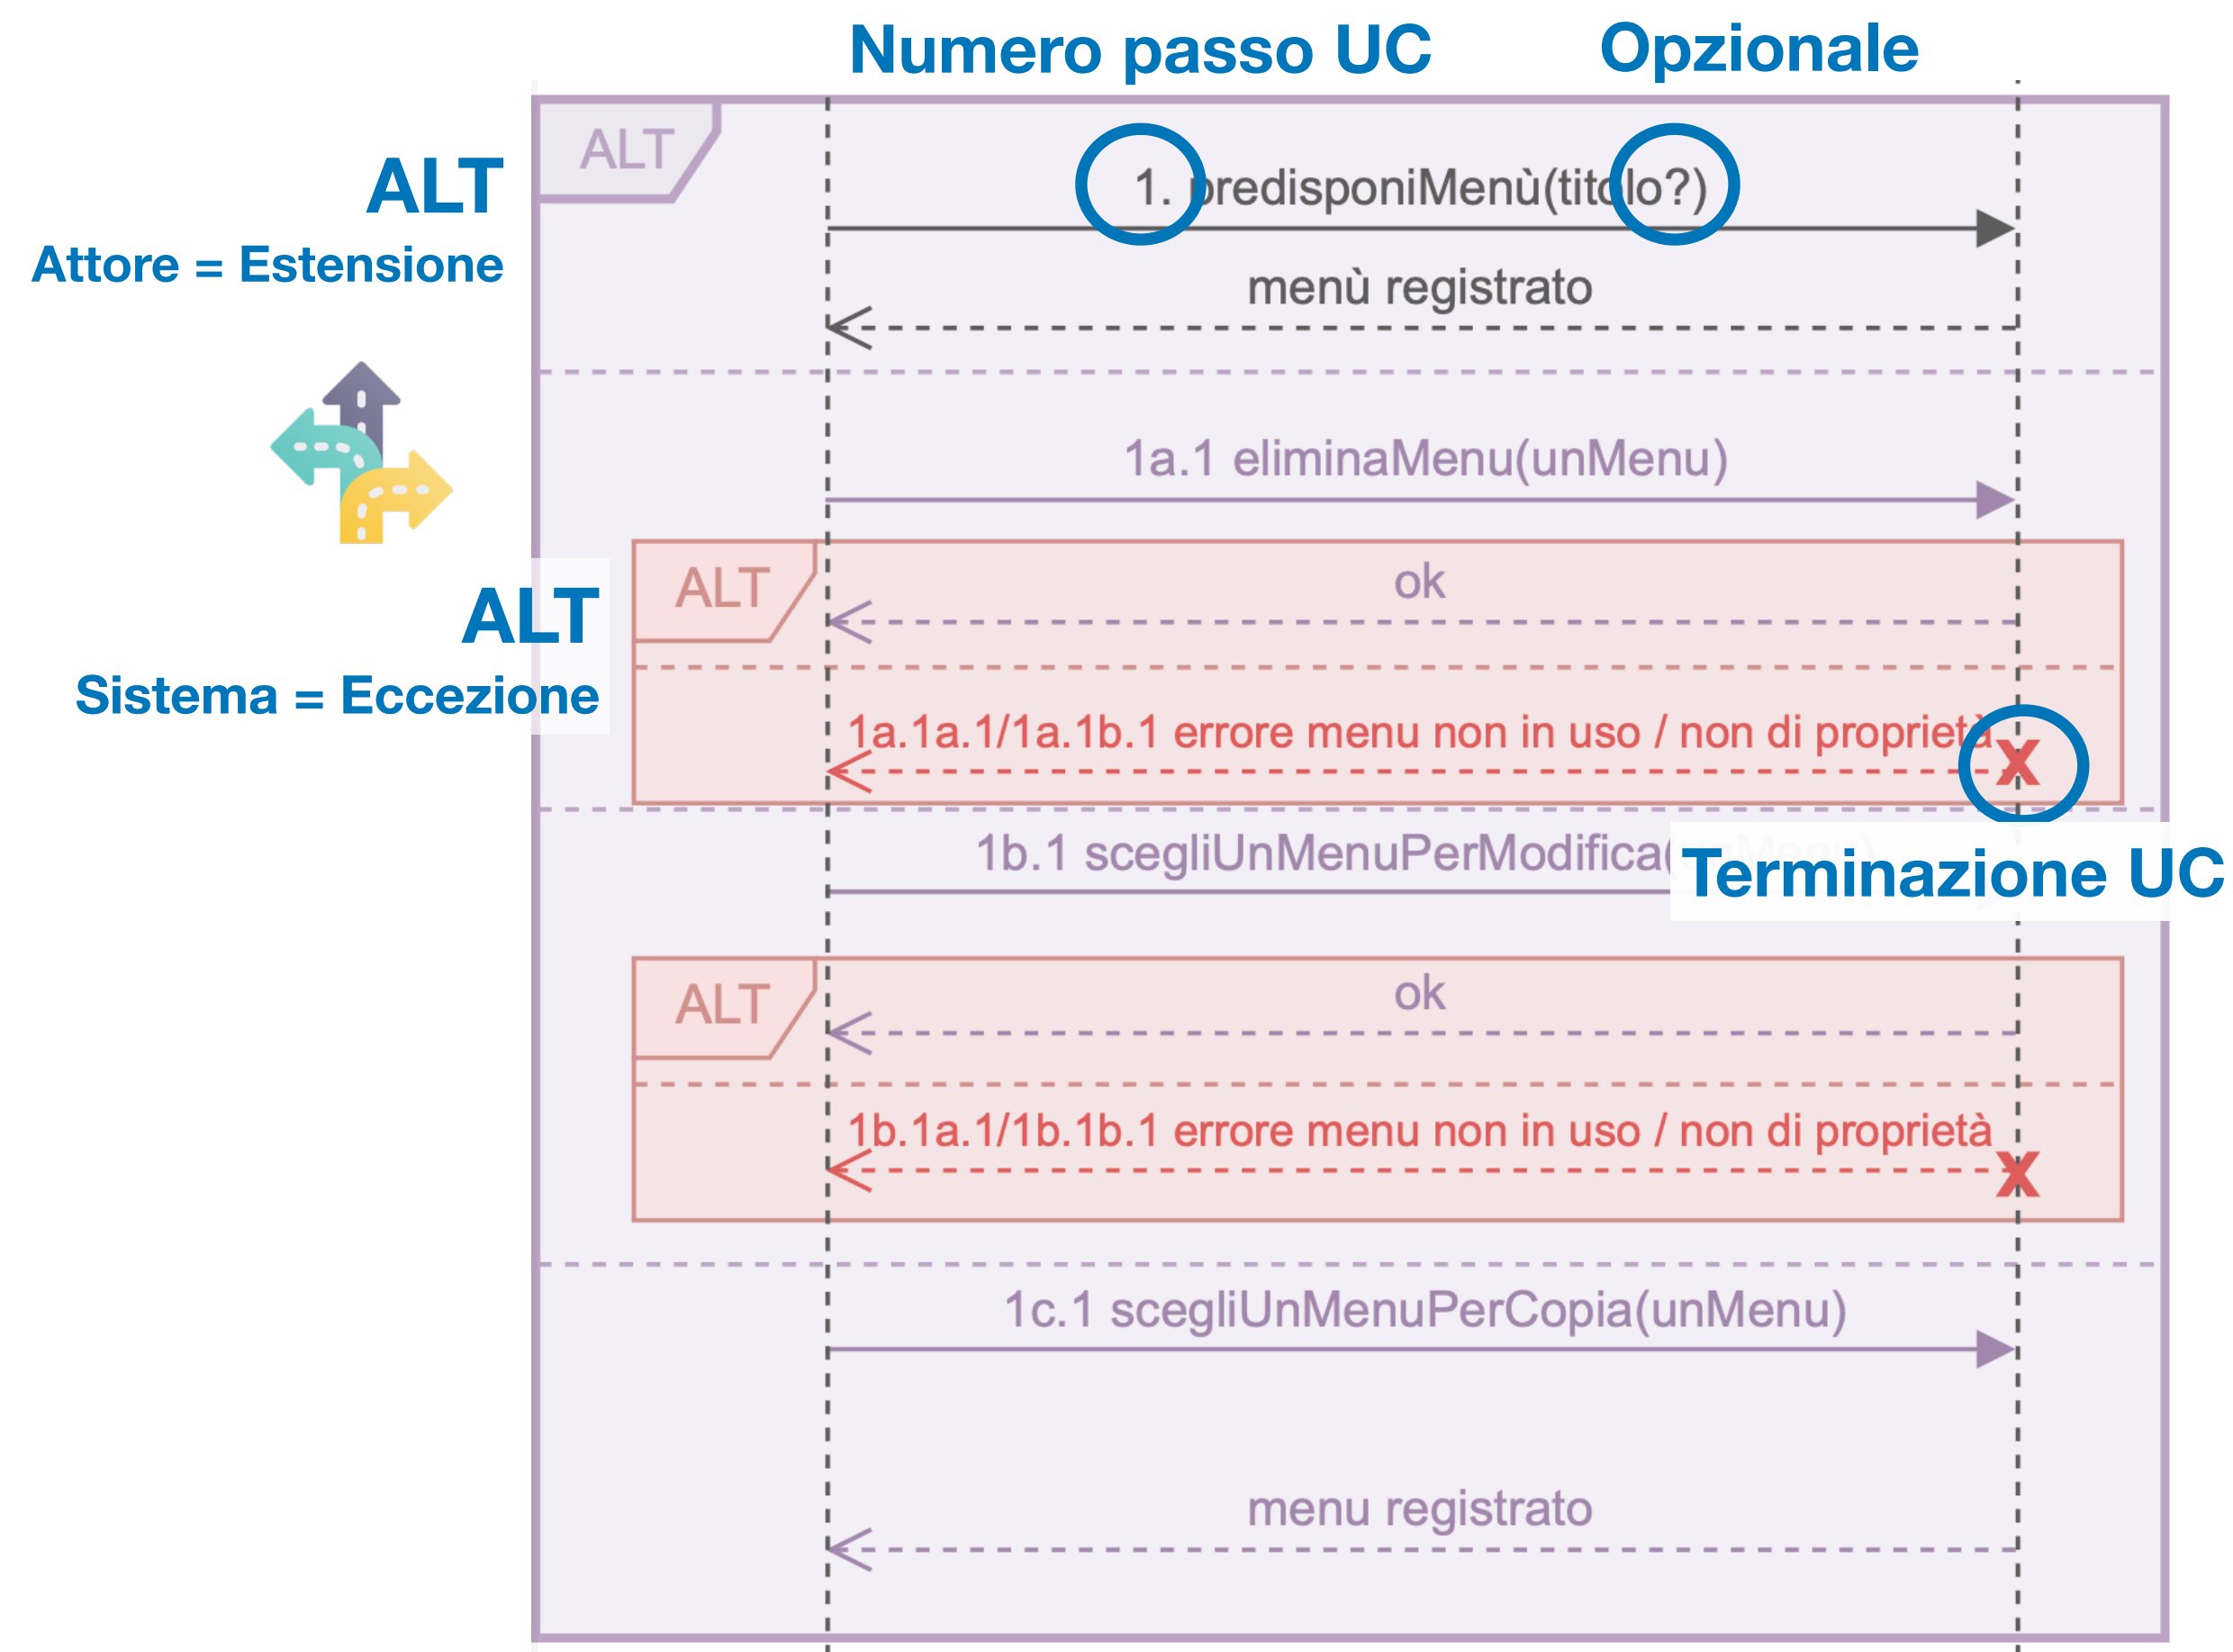 Numero passo UC
Opzionale
ALT
ALT
Attore = Estensione
1. predisponiMenù(titolo?)
menù registrato
1a.1 eliminaMenu(unMenu)
ALT
ALT
Sistema = Eccezione
ok
1a.1a.1/1a.1b.1 errore menu non in uso / non di proprietà
X
1b.1 scegliUnMenuPerModifica(
Terminazione UC
ALT
ok
1b.1a.1/1b.1b.1 errore menu non in uso / non di proprietà
X
1c.1 scegliUnMenuPerCopia(unMenu)
menu registrato